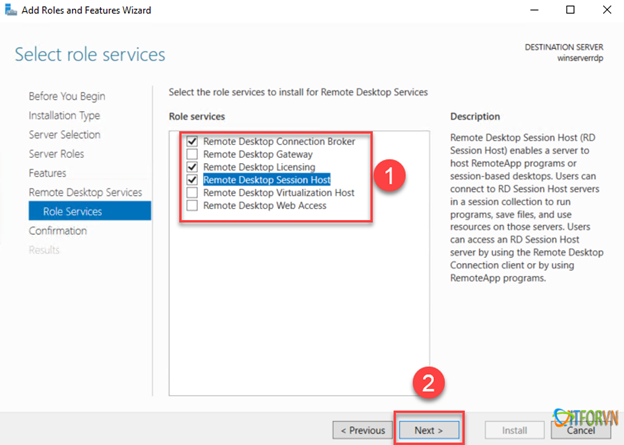 Add Roles and Features Wizard
Select role services
DESTINATION SERVER
winserverrdp
Before You Begin
Installation Type
Server Selection
Server Roles
Features
Remote Desktop Services
Role Services
Confirmation
Results
Select the role services to install for Remote Desktop Services
Role services
Remote Desktop Connection Broker
Remote Desktop Gateway
Remote Desktop Licensing
Remote Desktop Session Host
Remote Desktop Virtualization Host
Remote Desktop Web Access
1
Description
Remote Desktop Session Host (RD
Session Host) enables a server to
host RemoteApp programs or
session-based desktops. Users can
connect to RD Session Host servers
in a session collection to run
programs, save files, and use
resources on those servers. Users
can access an RD Session Host
server by using the Remote Desktop
Connection client or by using
RemoteApp programs.
2
< Previous
Next >
Install
Cancel
ITFORVN